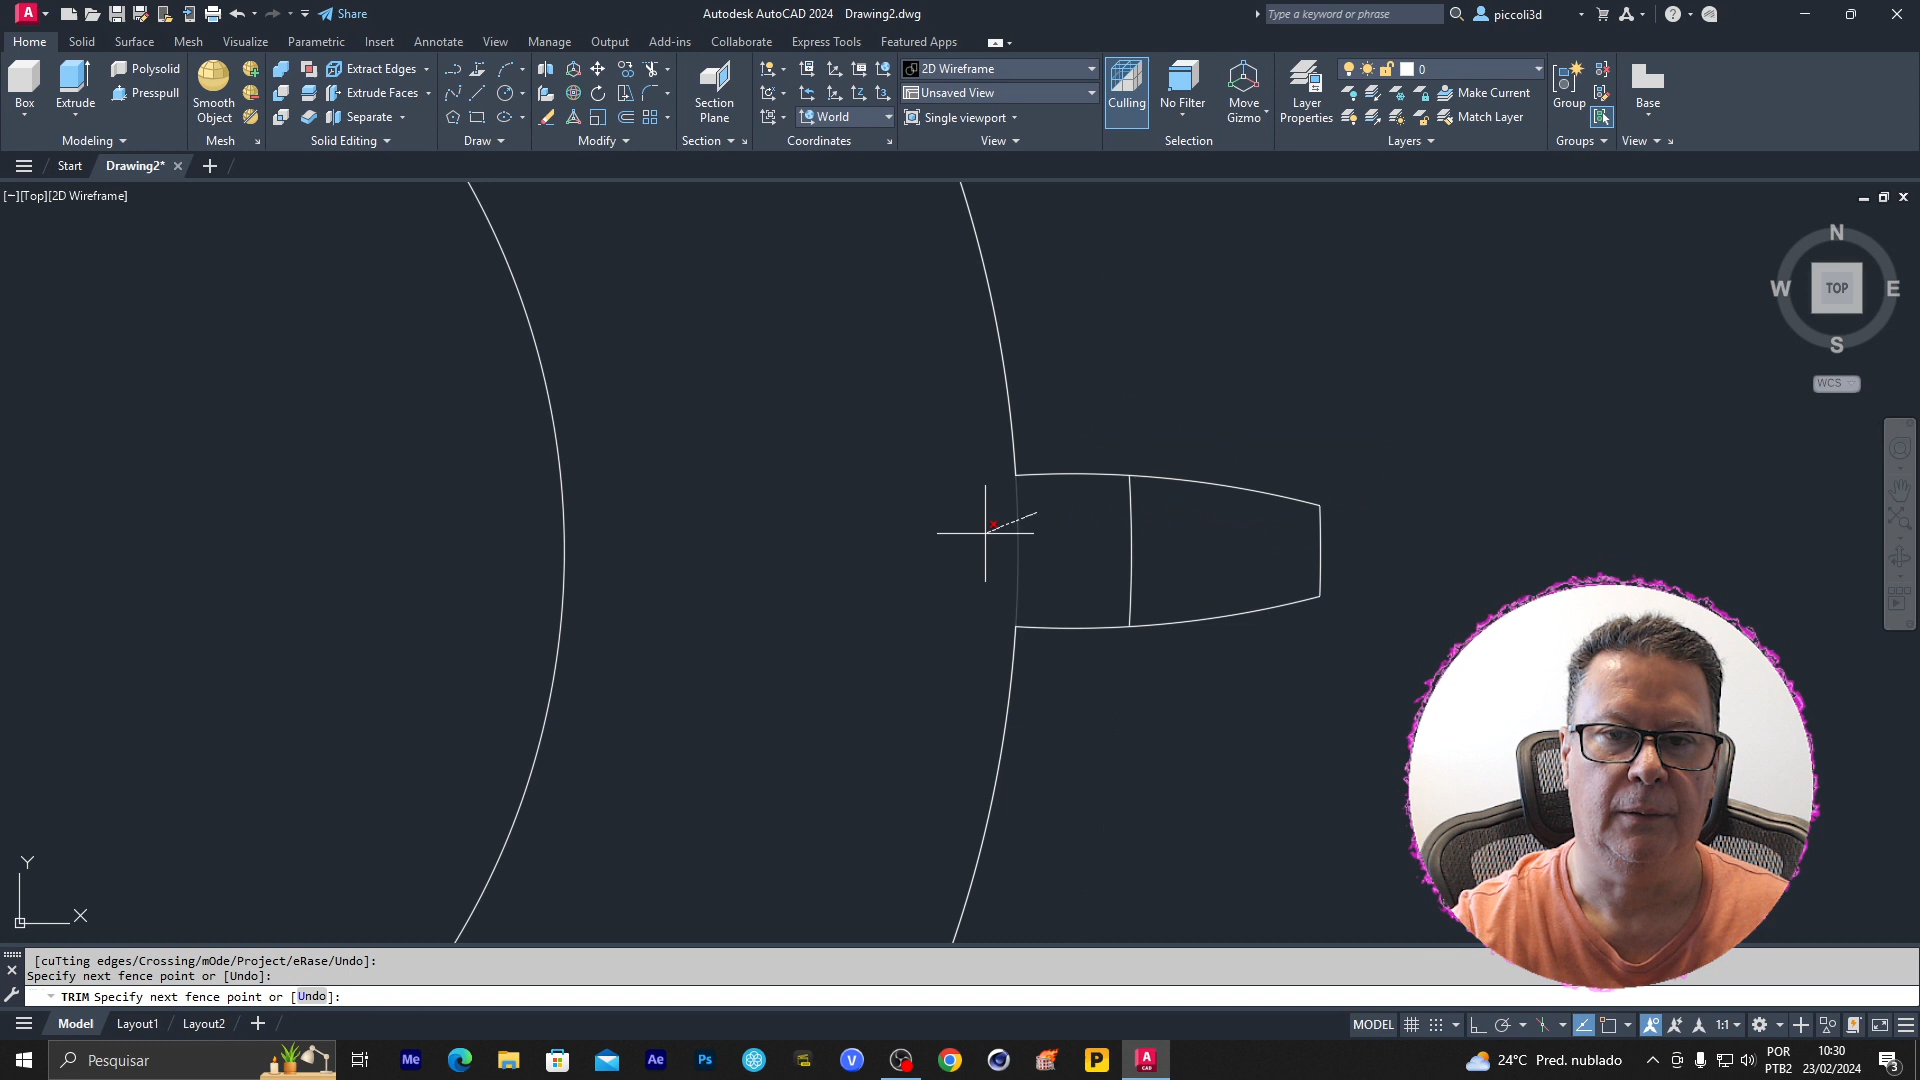 Share
Autodesk AutoCAD 2024 Drawing2.dwg
Type a keyword or phrase
piccoli3d
Home Solid Surface Mesh Visualize Parametric Insert Annotate View Manage Output Add-ins Collaborate Express Tools Featured Apps
Box
Extrude
Polysolid
Presspull
Modeling
Smooth
Object
Mesh
Extract Edges
Extrude Faces
Separate
Solid Editing
Draw
Modify
Section
Plane
Section
World
Coordinates
2D Wireframe
Unsaved View
Single viewport
View
Culling
No Filter
Move
Gizmo
Selection
Layer
Properties
0
Make Current
Match Layer
Layers
Group
Groups
Base
View
Start
Drawing2*
[−][Top][2D Wireframe]
N
W
TOP
E
S
WCS
Y
X
[cuTting edges/Crossing/mOde/Project/eRase/Undo]:
Specify next fence point or [Undo]:
TRIM Specify next fence point or [Undo]:
Model Layout1 Layout2
MODEL
1:1
Pesquisar
Me
Ae
Ps
V
P
A
CAD
24°C Pred. nublado
POR
PTB2
10:30
23/02/2024
3